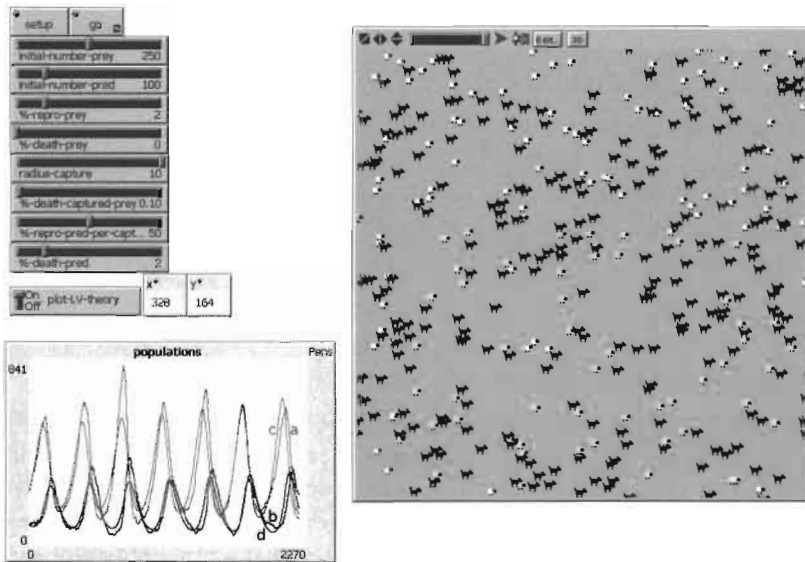 setup go
initial-number-prey 250
initial-number-pred 100
%-repro-prey 2
%-death-prey 0
radius-capture 10
%-death-captured-prey 0.10
%-repro-pred-per-capt... 50
%-death-pred 2
On
Off
plot-LV-theory
x* y*
328 164
populations Pens
841
c a
b
d
0
0 2270
Edit... 3D